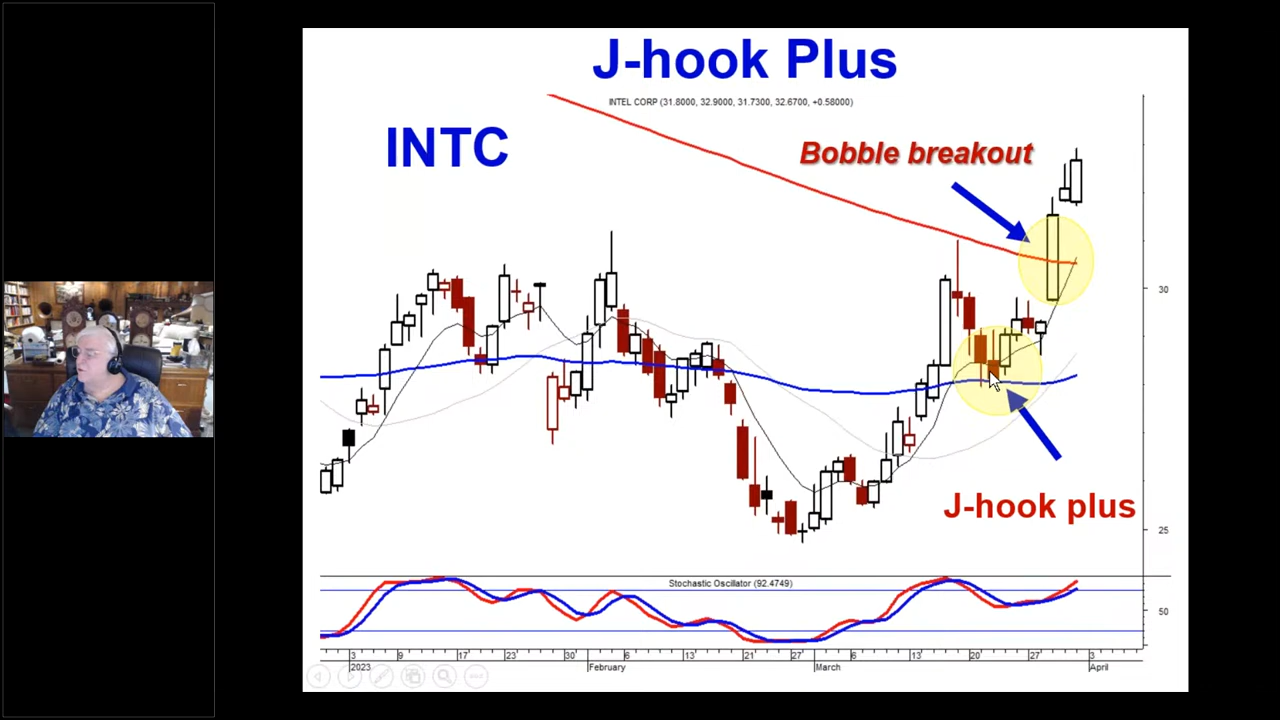 J-hook Plus
INTEL CORP (31.8000, 32.9000, 31.7300, 32.6700, +0.58000)
INTC
Bobble breakout
30
J-hook plus
25
Stochastic Oscillator (92.4749)
50
3 9 17 23 30 6 13 21 27 6 13 20 27 3
2023 February March April